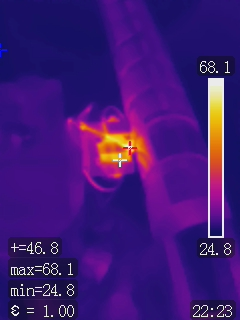 68.1
24.8
+=46.8
max=68.1
min=24.8
Ɛ = 1.00
22:23